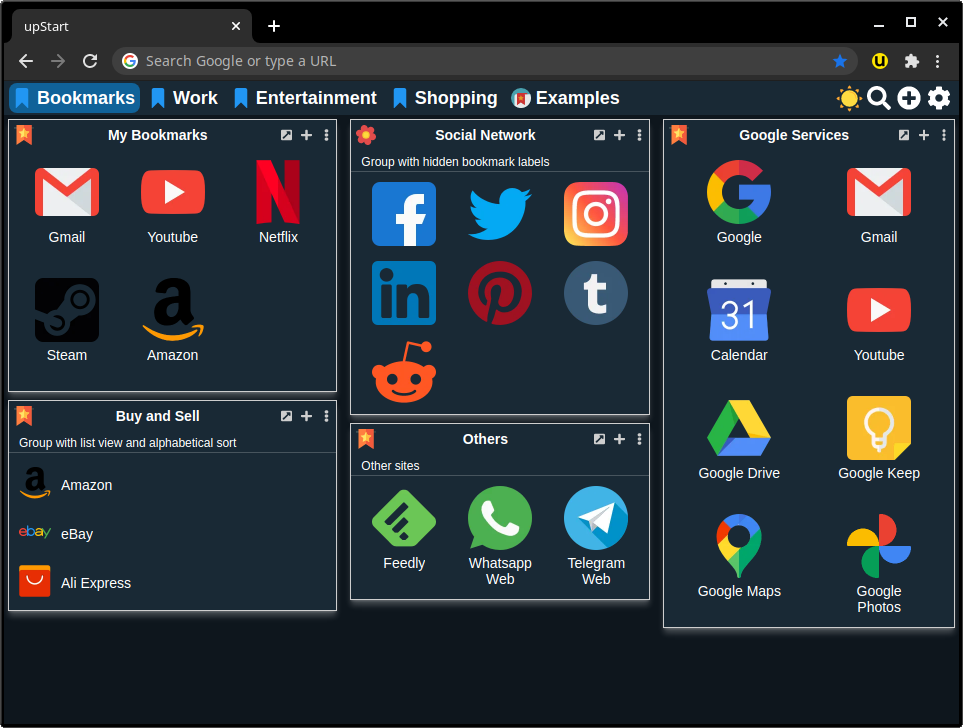 upStart
Search Google or type a URL
Bookmarks
Work
Entertainment
Shopping
Examples
My Bookmarks
Gmail
Youtube
Netflix
Steam
Amazon
Buy and Sell
Group with list view and alphabetical sort
Amazon
ebay
eBay
Ali Express
Social Network
Group with hidden bookmark labels
in
t
Others
Other sites
Feedly
Whatsapp
Web
Telegram
Web
Google Services
Google
Gmail
31
Calendar
Youtube
Google Drive
Google Keep
Google Maps
Google
Photos